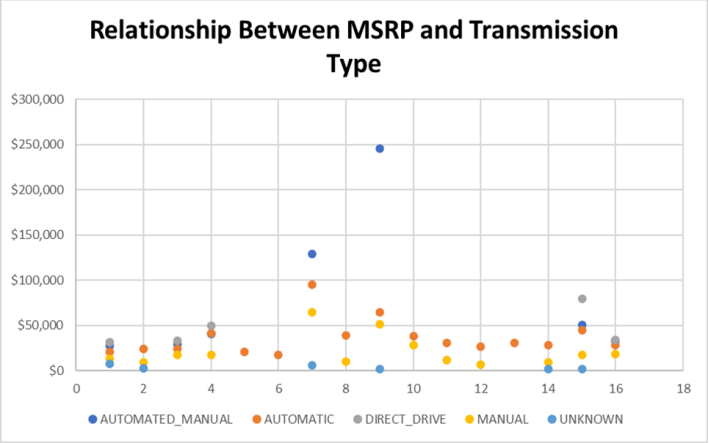 Relationship Between MSRP and Transmission
Type
$300,000
$250,000
$200,000
$150,000
$100,000
$50,000
$0
0 2 4 6 8 10 12 14 16 18
AUTOMATED_MANUAL AUTOMATIC DIRECT_DRIVE MANUAL UNKNOWN